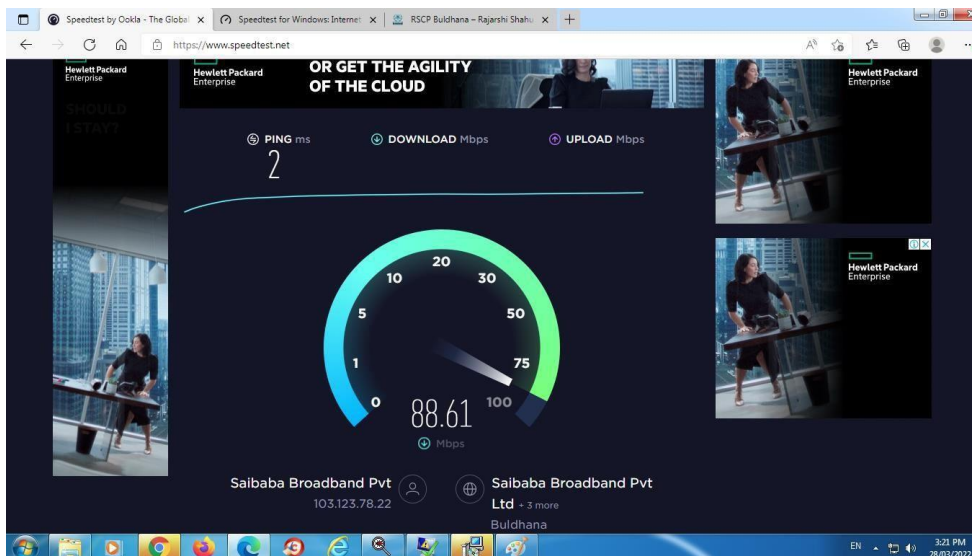 Speedtest by Ookla - The Global
Speedtest for Windows: Internet
RSCP Buldhana – Rajarshi Shahu
https://www.speedtest.net
Hewlett Packard
Enterprise
SHOULD
I STAY?
Hewlett Packard
Enterprise
OR GET THE AGILITY
OF THE CLOUD
Hewlett Packard
Enterprise
PING ms
DOWNLOAD Mbps
UPLOAD Mbps
2
Hewlett Packard
Enterprise
0
1
5
10
20
30
50
75
100
88.61
Mbps
Saibaba Broadband Pvt
103.123.78.22
Saibaba Broadband Pvt
Ltd + 3 more
Buldhana
EN
3:21 PM
28/03/2022